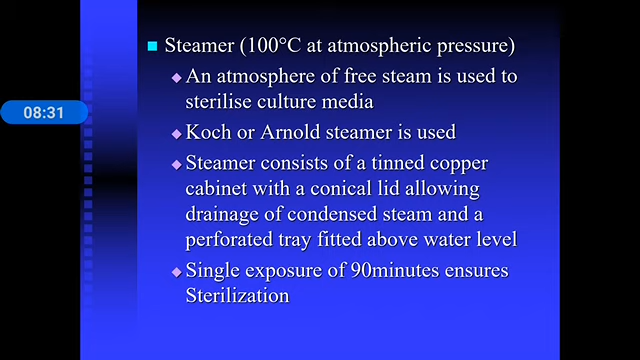 Steamer (100°C at atmospheric pressure)
An atmosphere of free steam is used to
sterilise culture media
08:31
Koch or Arnold steamer is used
Steamer consists of a tinned copper
cabinet with a conical lid allowing
drainage of condensed steam and a
perforated tray fitted above water level
Single exposure of 90minutes ensures
Sterilization